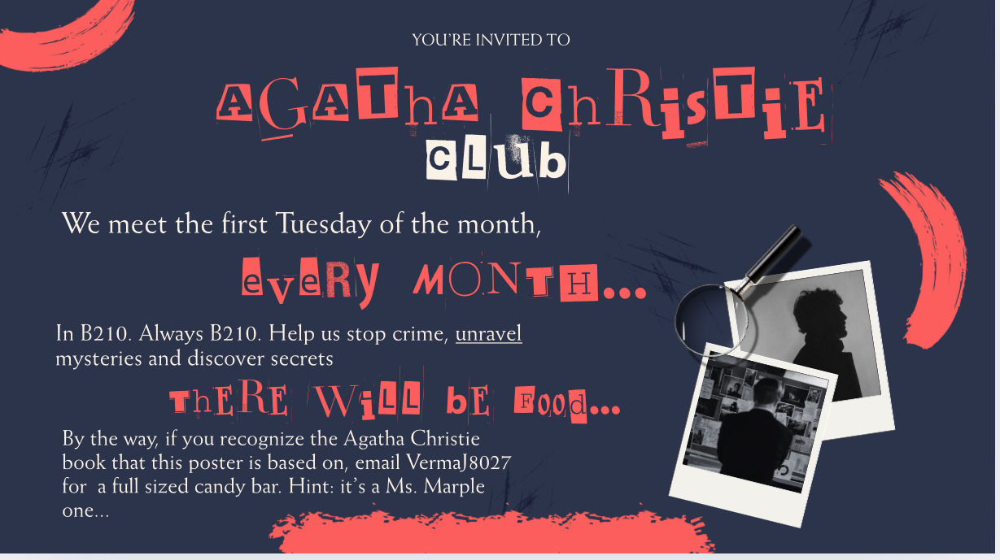 YOU'RE INVITED TO
AGAThA ChRiSTiE
CLub
We meet the first Tuesday of the month,
eveRy MONTH...
In B210. Always B210. Help us stop crime, unravel
mysteries and discover secrets
ThERE WiLL bE Food...
By the way, if you recognize the Agatha Christie
book that this poster is based on, email VermaJ8027
for  a full sized candy bar. Hint: it's a Ms. Marple
one...